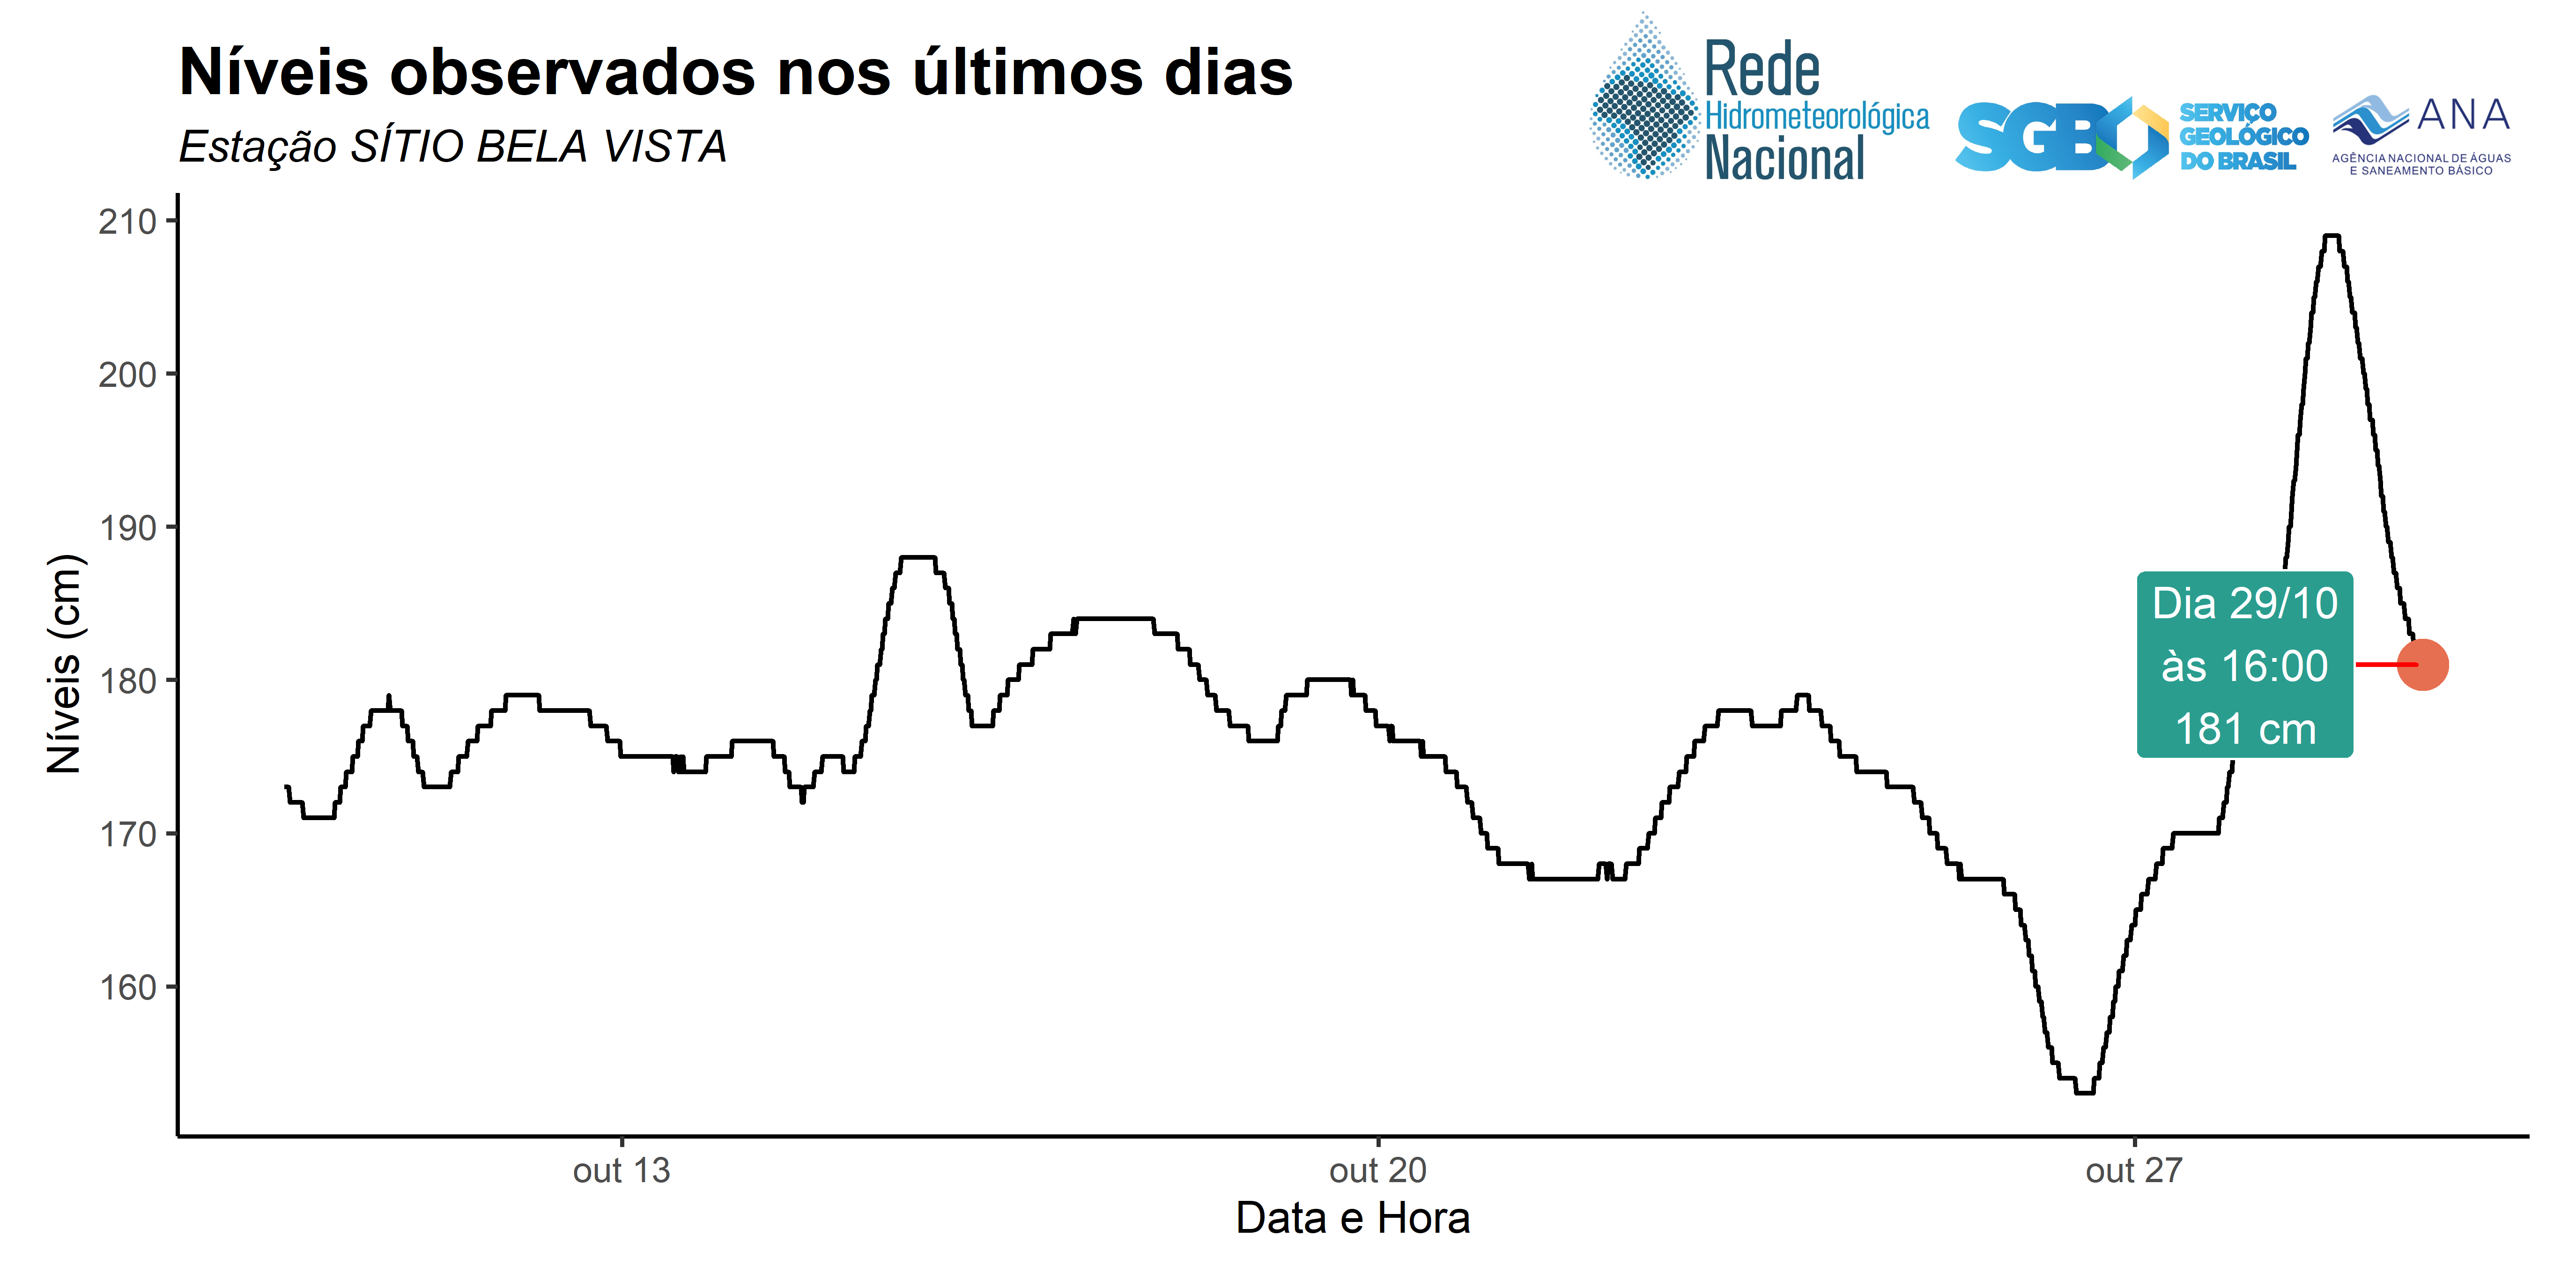 Níveis observados nos últimos dias
Estação SÍTIO BELA VISTA
Rede
Hidrometeorológica
Nacional
SGB
SERVIÇO
GEOLÓGICO
DO BRASIL
ANA
AGÊNCIA NACIONAL DE ÁGUAS
E SANEAMENTO BÁSICO
Níveis (cm)
210
200
190
180
170
160
Dia 29/10
às 16:00
181 cm
out 13
out 20
out 27
Data e Hora